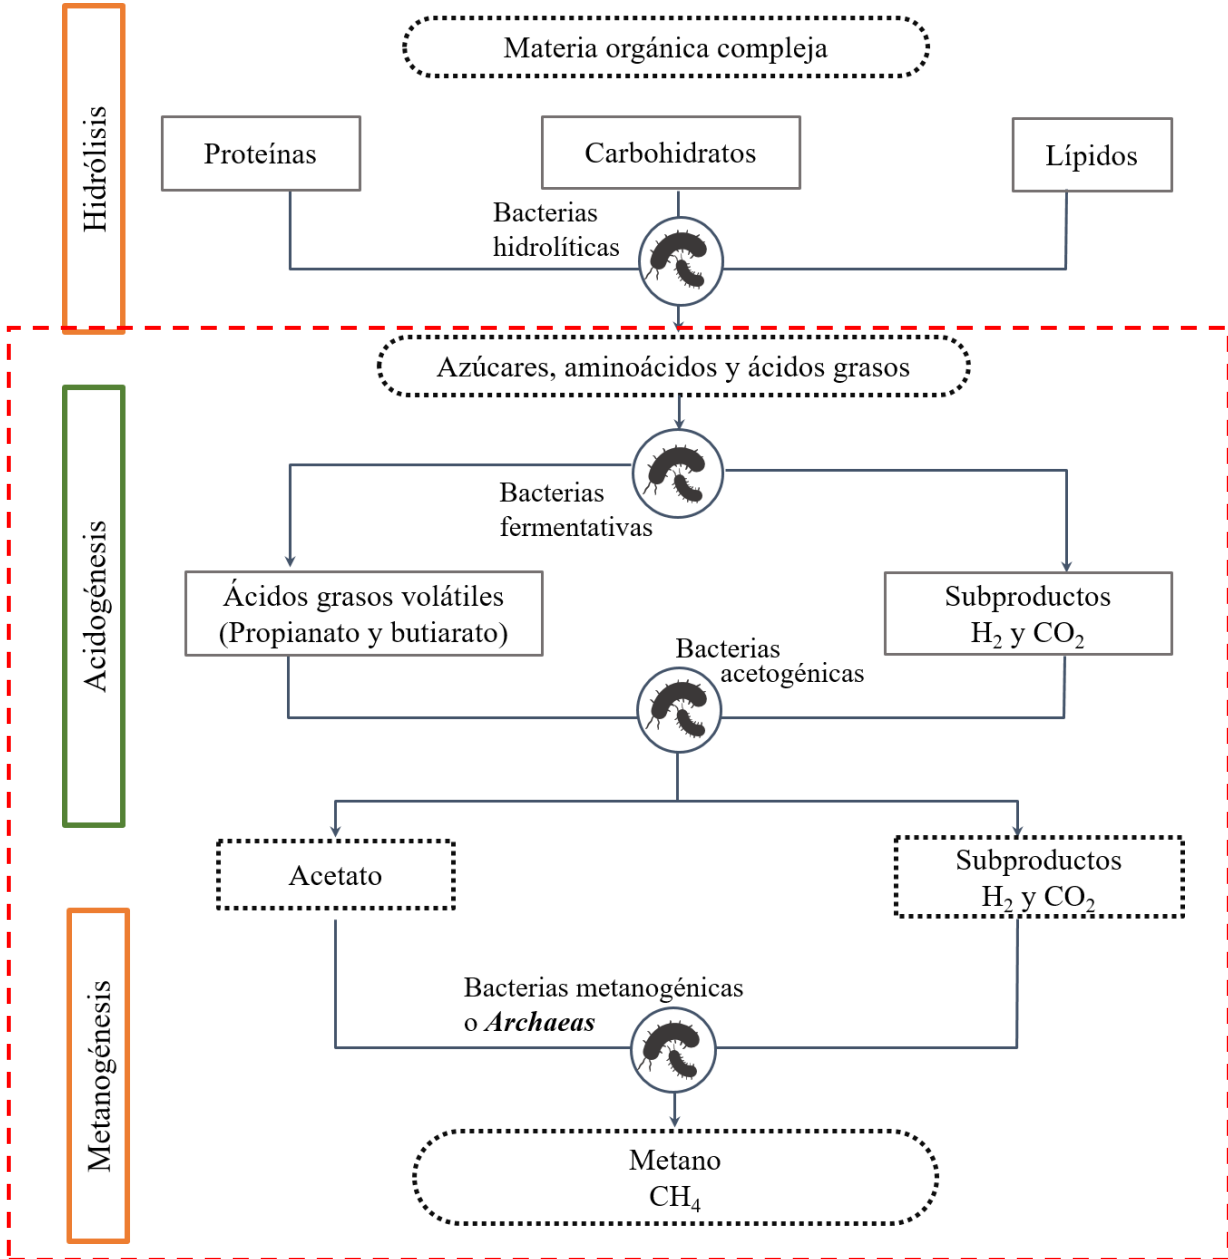 Hidrólisis
Materia orgánica compleja
Proteínas
Carbohidratos
Lípidos
Bacterias
hidrolíticas
Azúcares, aminoácidos y ácidos grasos
Acidogénesis
Bacterias
fermentativas
Ácidos grasos volátiles
(Propianato y butiarato)
Subproductos
H₂ y CO₂
Bacterias
acetogénicas
Acetato
Subproductos
H₂ y CO₂
Metanogénesis
Bacterias metanogénicas
o Archaeas
Metano
CH₄